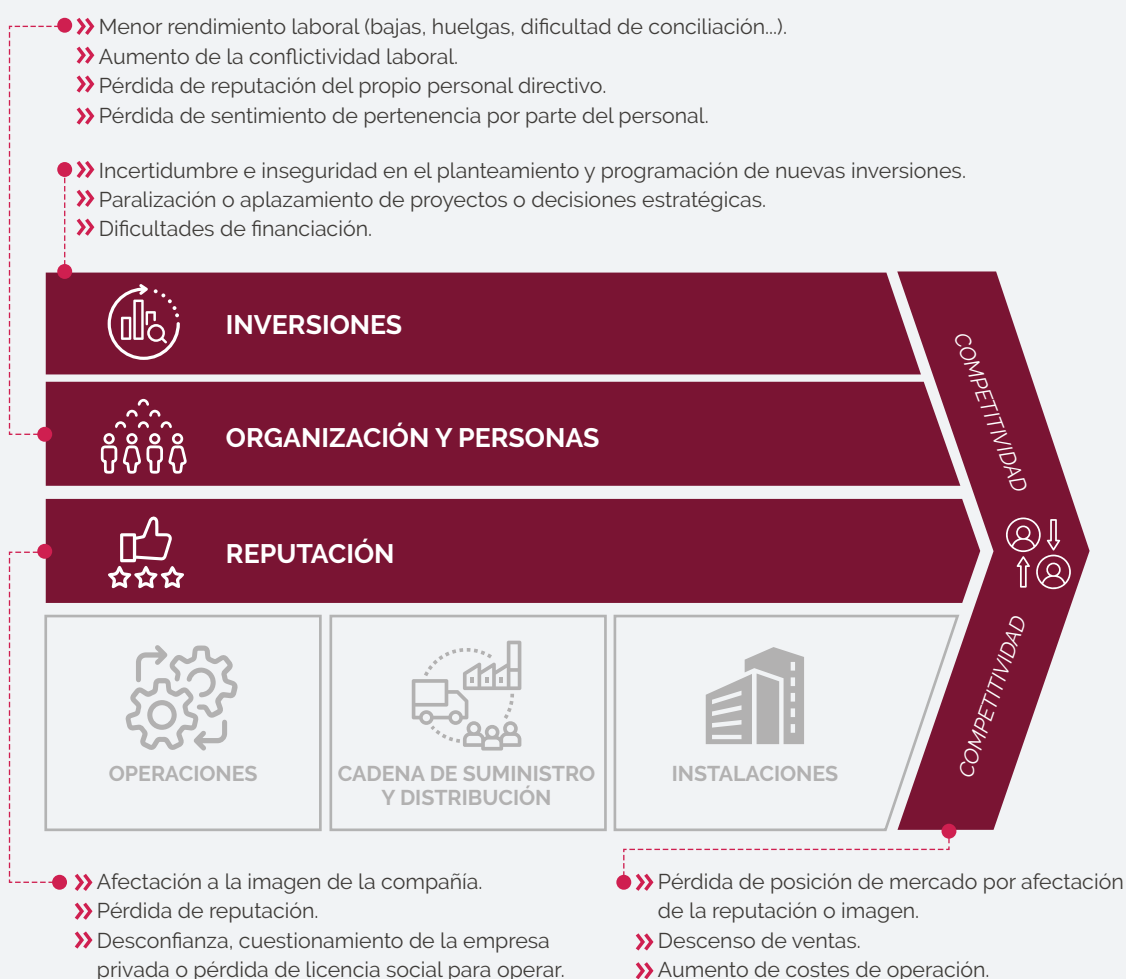 Menor rendimiento laboral (bajas, huelgas, dificultad de conciliación...).
Aumento de la conflictividad laboral.
Pérdida de reputación del propio personal directivo.
Pérdida de sentimiento de pertenencia por parte del personal.
Incertidumbre e inseguridad en el planteamiento y programación de nuevas inversiones.
Paralización o aplazamiento de proyectos o decisiones estratégicas.
Dificultades de financiación.
INVERSIONES
ORGANIZACIÓN Y PERSONAS
REPUTACIÓN
COMPETITIVIDAD
COMPETITIVIDAD
OPERACIONES
CADENA DE SUMINISTRO
Y DISTRIBUCIÓN
INSTALACIONES
Afectación a la imagen de la compañía.
Pérdida de reputación.
Desconfianza, cuestionamiento de la empresa
privada o pérdida de licencia social para operar.
Pérdida de posición de mercado por afectación
de la reputación o imagen.
Descenso de ventas.
Aumento de costes de operación.